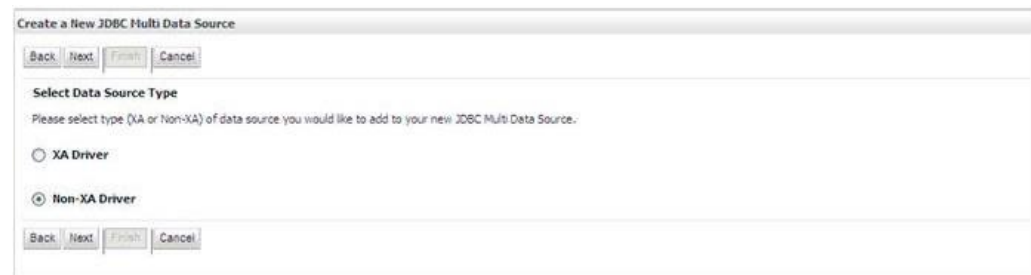 Create a New JDBC Multi Data Source
Back Next Finish Cancel
Select Data Source Type
Please select type (XA or Non-XA) of data source you would like to add to your new JDBC Multi Data Source.
XA Driver
Non-XA Driver
Back Next Finish Cancel